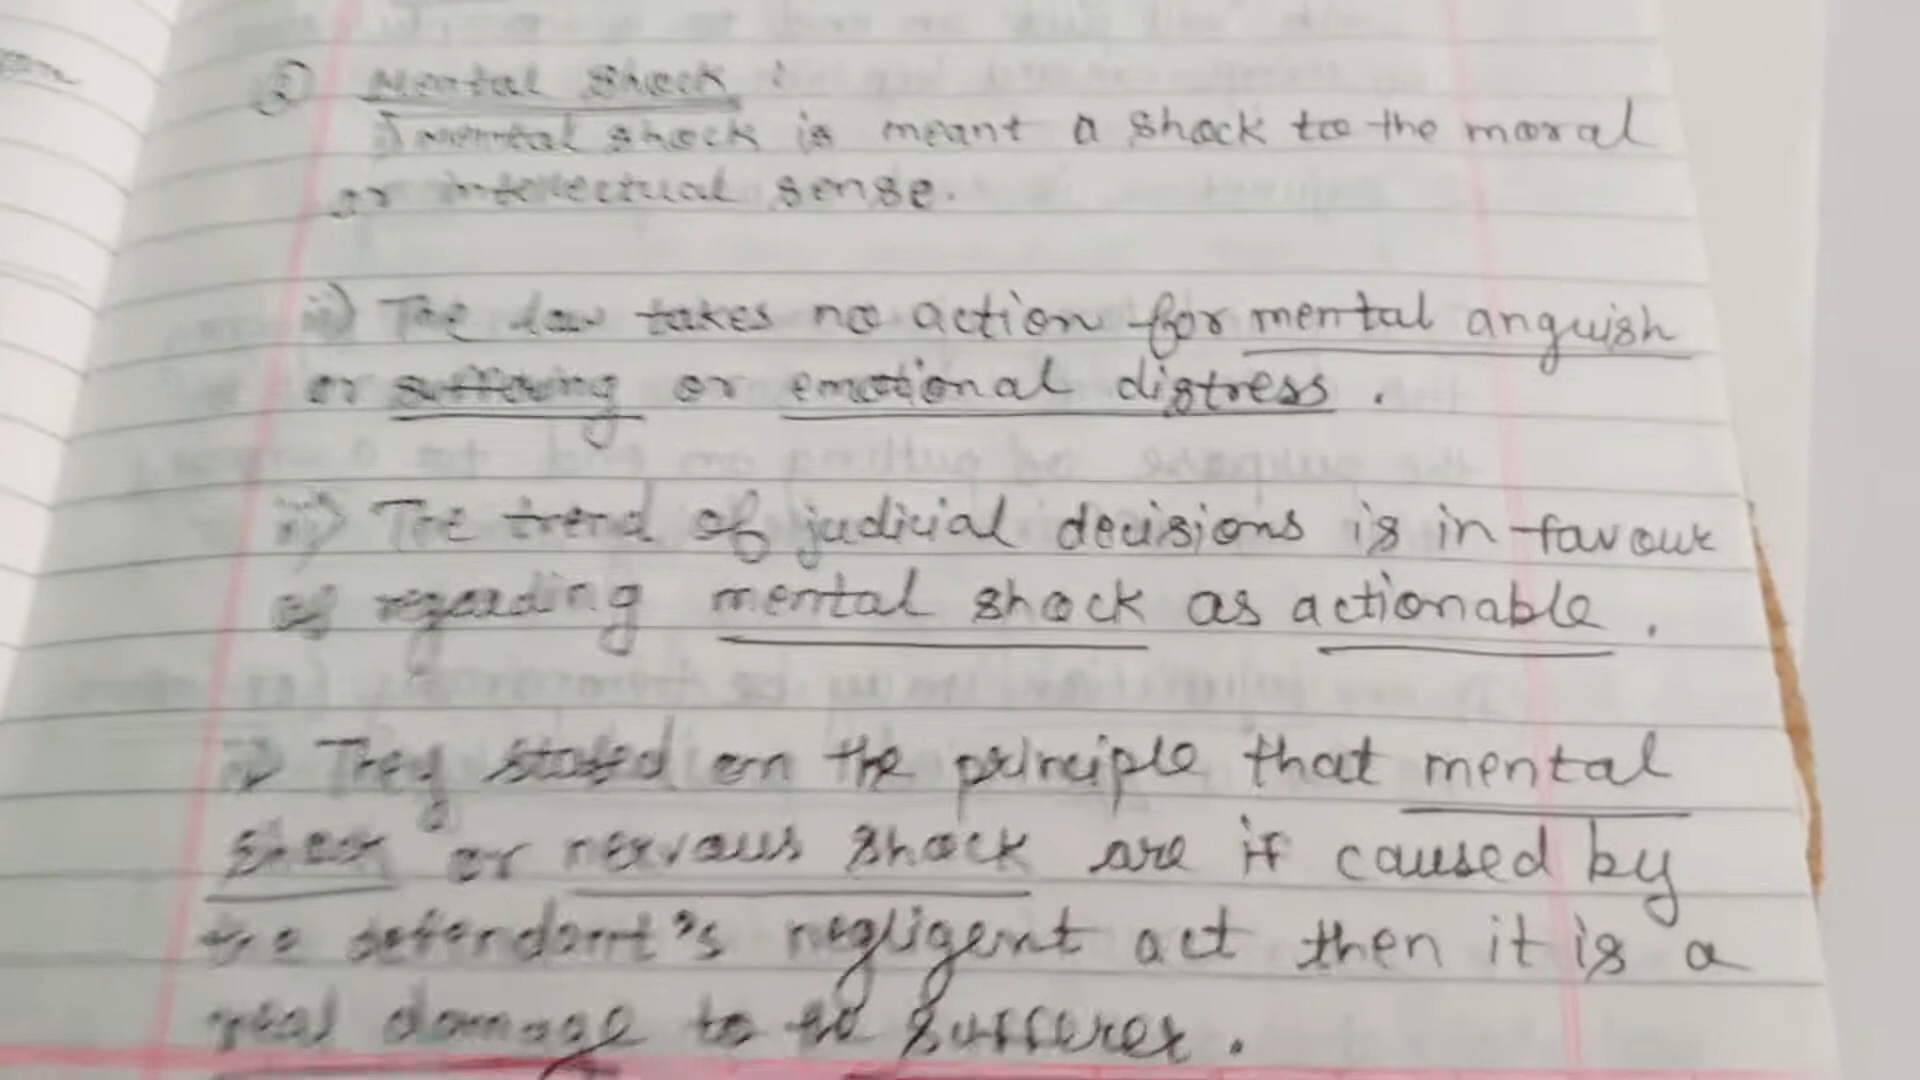 ② Mental shock :
i) mental shock is meant a shock to the moral
or intellectual sense.
ii) The law takes no action for mental anguish
or suffering or emotional distress .
iii) The trend of judicial decisions is in favour
of regarding mental shock as actionable .
They stated on the principle that mental
shock or nervous shock are if caused by
the defendant's negligent act then it is a
real damage to the sufferer .